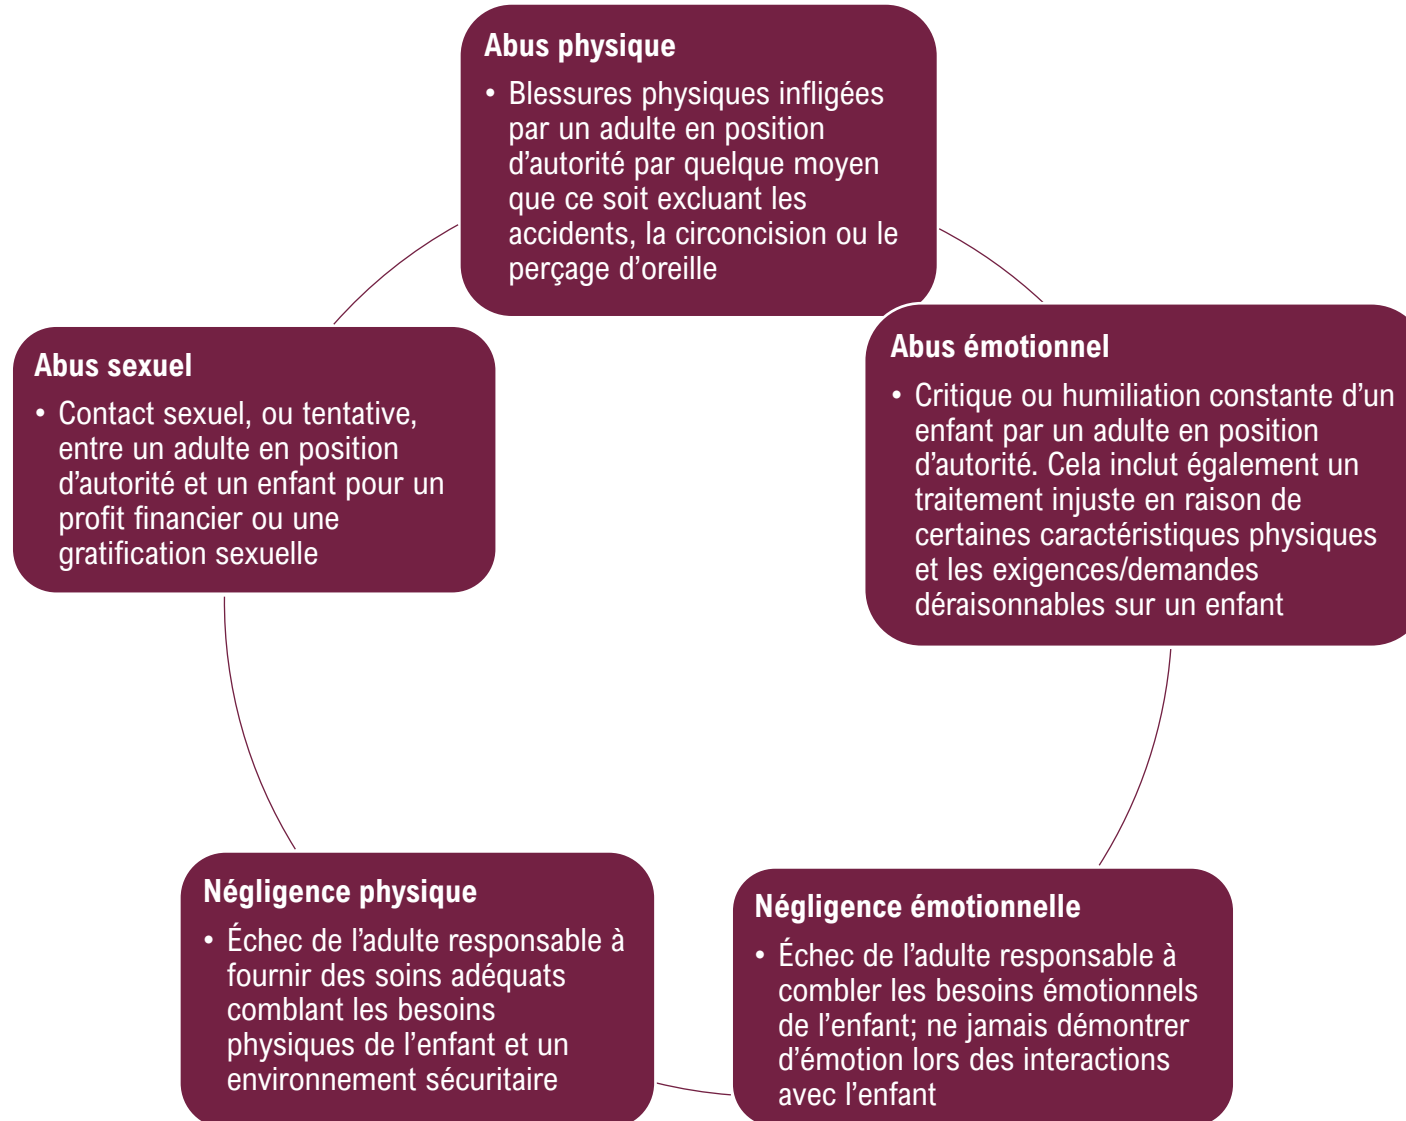 Abus physique
• Blessures physiques infligées
par un adulte en position
d'autorité par quelque moyen
que ce soit excluant les
accidents, la circoncision ou le
perçage d’oreille
Abus émotionnel
• Critique ou humiliation constante d’un
enfant par un adulte en position
d’autorité. Cela inclut également un
traitement injuste en raison de
certaines caractéristiques physiques
et les exigences/demandes
déraisonnables sur un enfant
Négligence émotionnelle
• Échec de l’adulte responsable à
combler les besoins émotionnels
de l’enfant; ne jamais démontrer
d’émotion lors des interactions
avec l’enfant
Négligence physique
• Échec de l’adulte responsable à
fournir des soins adéquats
comblant les besoins
physiques de l’enfant et un
environnement sécuritaire
Abus sexuel
• Contact sexuel, ou tentative,
entre un adulte en position
d’autorité et un enfant pour un
profit financier ou une
gratification sexuelle